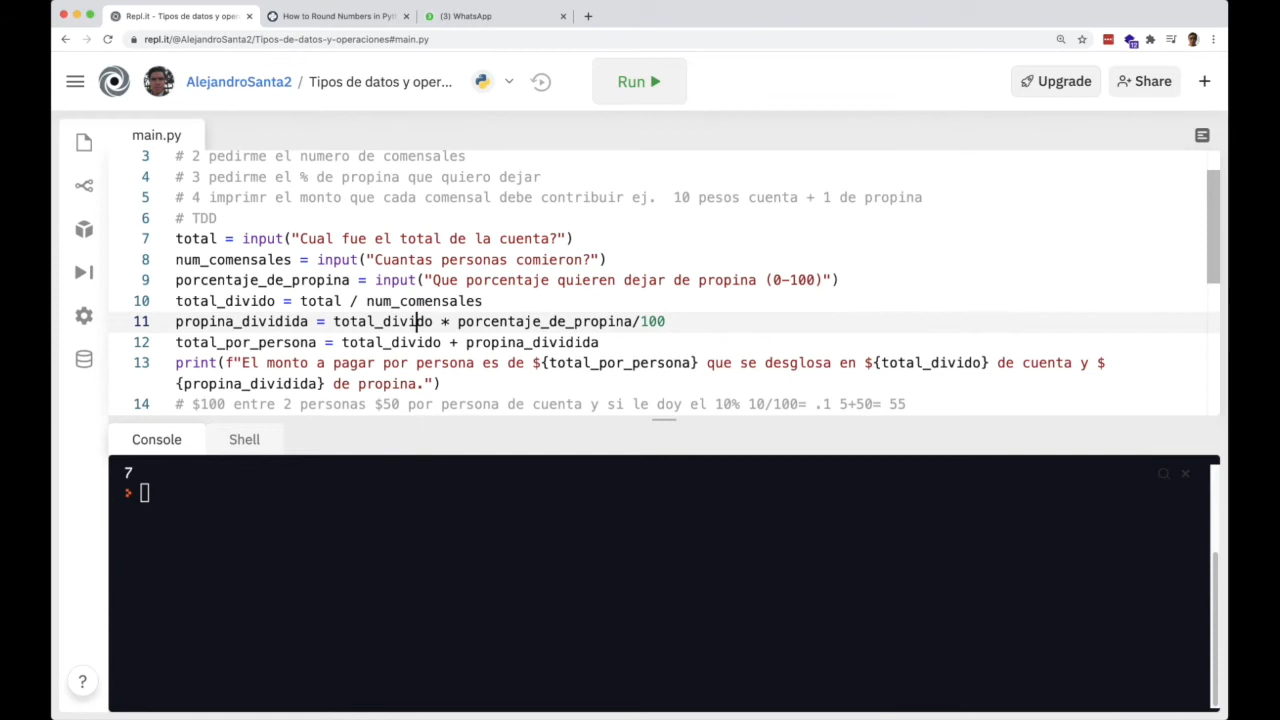 Repl.it - Tipos de datos y oper
How to Round Numbers in Pyt
(3) WhatsApp
repl.it/@AlejandroSanta2/Tipos-de-datos-y-operaciones#main.py
12
AlejandroSanta2 / Tipos de datos y oper...
Run
Upgrade
Share
main.py
3 # 2 pedirme el numero de comensales
4 # 3 pedirme el % de propina que quiero dejar
5 # 4 imprimr el monto que cada comensal debe contribuir ej.  10 pesos cuenta + 1 de propina
6 # TDD
7 total = input("Cual fue el total de la cuenta?")
8 num_comensales = input("Cuantas personas comieron?")
9 porcentaje_de_propina = input("Que porcentaje quieren dejar de propina (0-100)")
10 total_divido = total / num_comensales
11 propina_dividida = total_divido * porcentaje_de_propina/100
12 total_por_persona = total_divido + propina_dividida
13 print(f"El monto a pagar por persona es de ${total_por_persona} que se desglosa en ${total_divido} de cuenta y $
{propina_dividida} de propina.")
14 # $100 entre 2 personas $50 por persona de cuenta y si le doy el 10% 10/100= .1 5+50= 55
Console
Shell
7
?